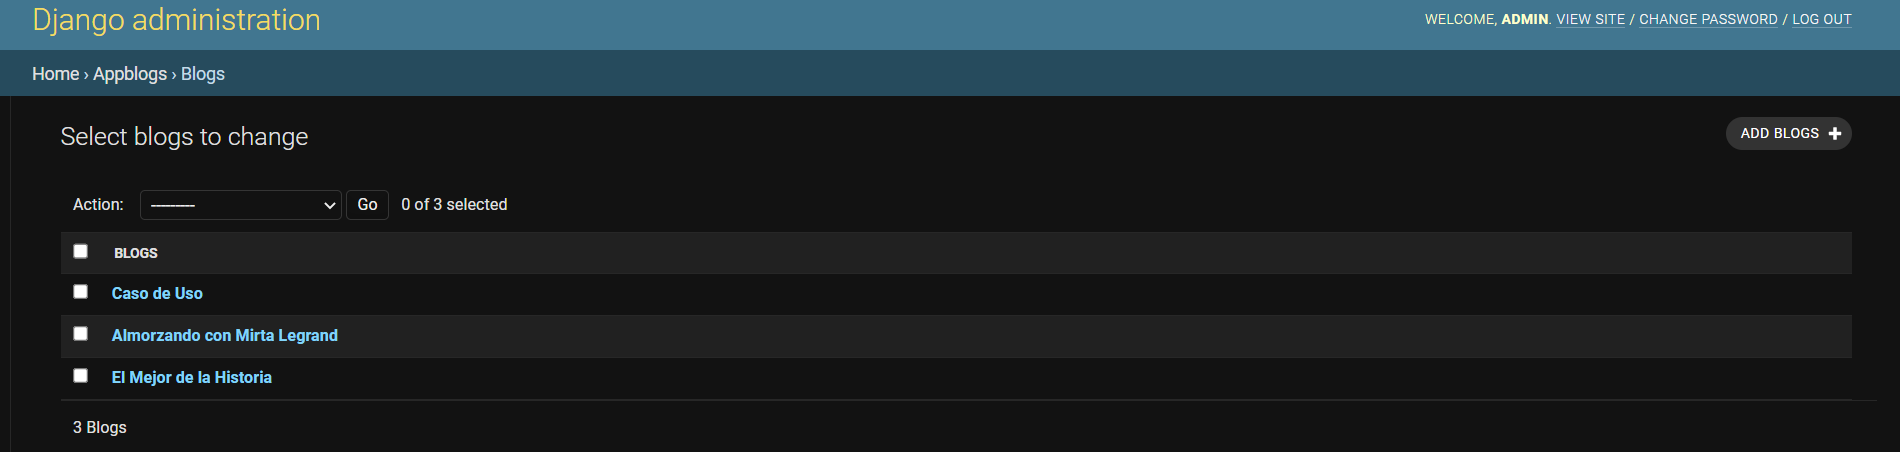 Django administration
WELCOME, ADMIN. VIEW SITE / CHANGE PASSWORD / LOG OUT
Home › Appblogs › Blogs
Select blogs to change
ADD BLOGS +
Action: --------- Go 0 of 3 selected
BLOGS
Caso de Uso
Almorzando con Mirta Legrand
El Mejor de la Historia
3 Blogs